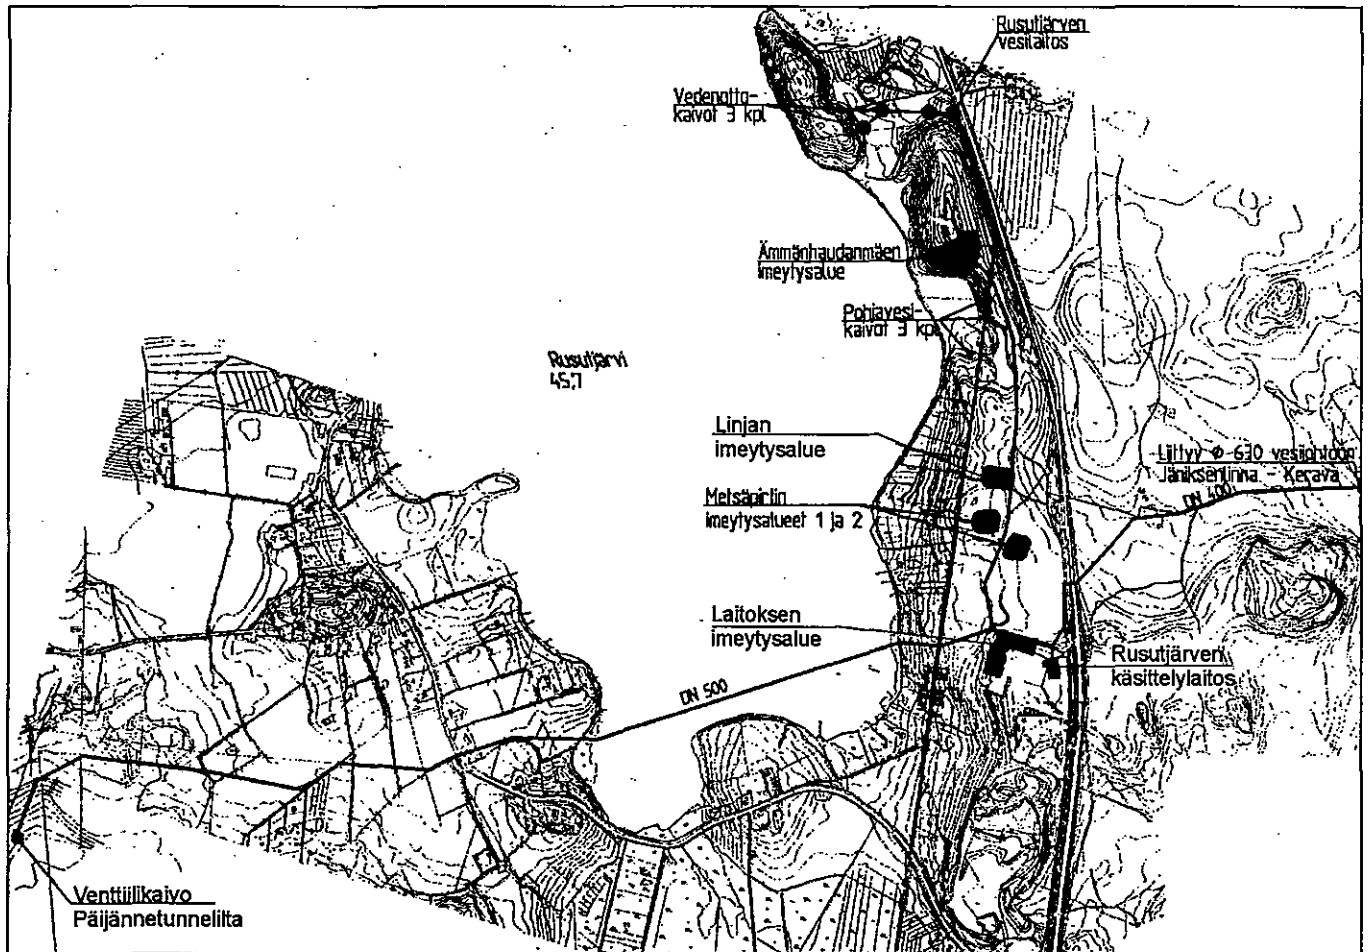 Rusutjärven
vesilaitos
Vedenotto-
kaivot 3 kpl
Ämmänhaudanmäen
imeytysalue
Pohjavesi-
kaivot 3 kpl
Rusutjärvi
45,7
Linjan
imeytysalue
Liittyy Φ 630 vesijohtoon
Jäniksenlinna - Kerava
DN 400
Metsäpirtin
imeytysalueet 1 ja 2
Laitoksen
imeytysalue
Rusutjärven
käsittelylaitos
DN 500
Venttiilikaivo
Päijännetunnelilta